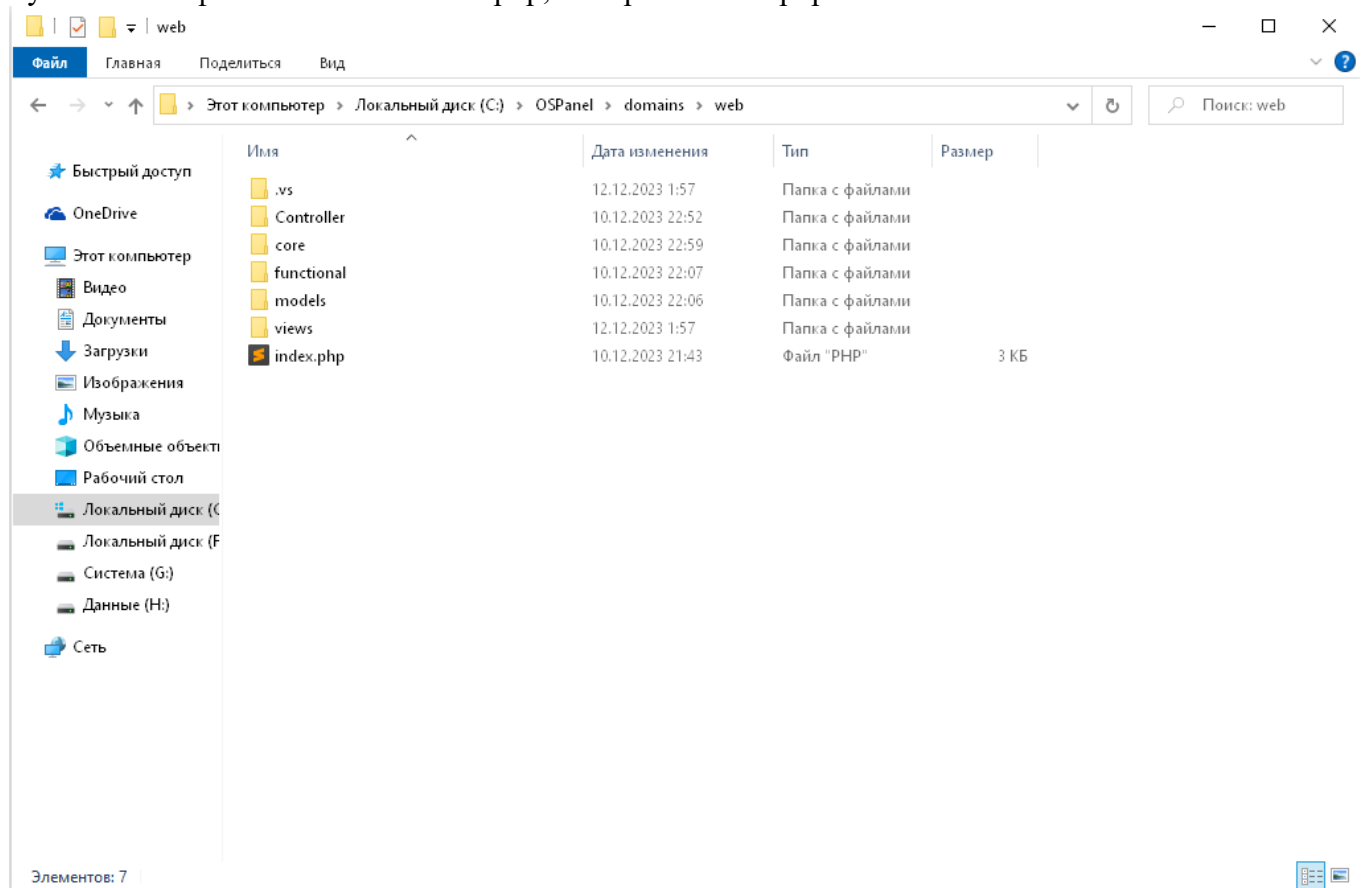 web
Файл Главная Поделиться Вид
Этот компьютер > Локальный диск (C:) > OSPanel > domains > web
Поиск: web
Имя Дата изменения Тип Размер
Быстрый доступ
OneDrive
Этот компьютер
Видео
Документы
Загрузки
Изображения
Музыка
Объемные объекты
Рабочий стол
Локальный диск (C
Локальный диск (F
Система (G:)
Данные (H:)
Сеть
.vs 12.12.2023 1:57 Папка с файлами
Controller 10.12.2023 22:52 Папка с файлами
core 10.12.2023 22:59 Папка с файлами
functional 10.12.2023 22:07 Папка с файлами
models 10.12.2023 22:06 Папка с файлами
views 12.12.2023 1:57 Папка с файлами
index.php 10.12.2023 21:43 Файл "PHP" 3 КБ
Элементов: 7